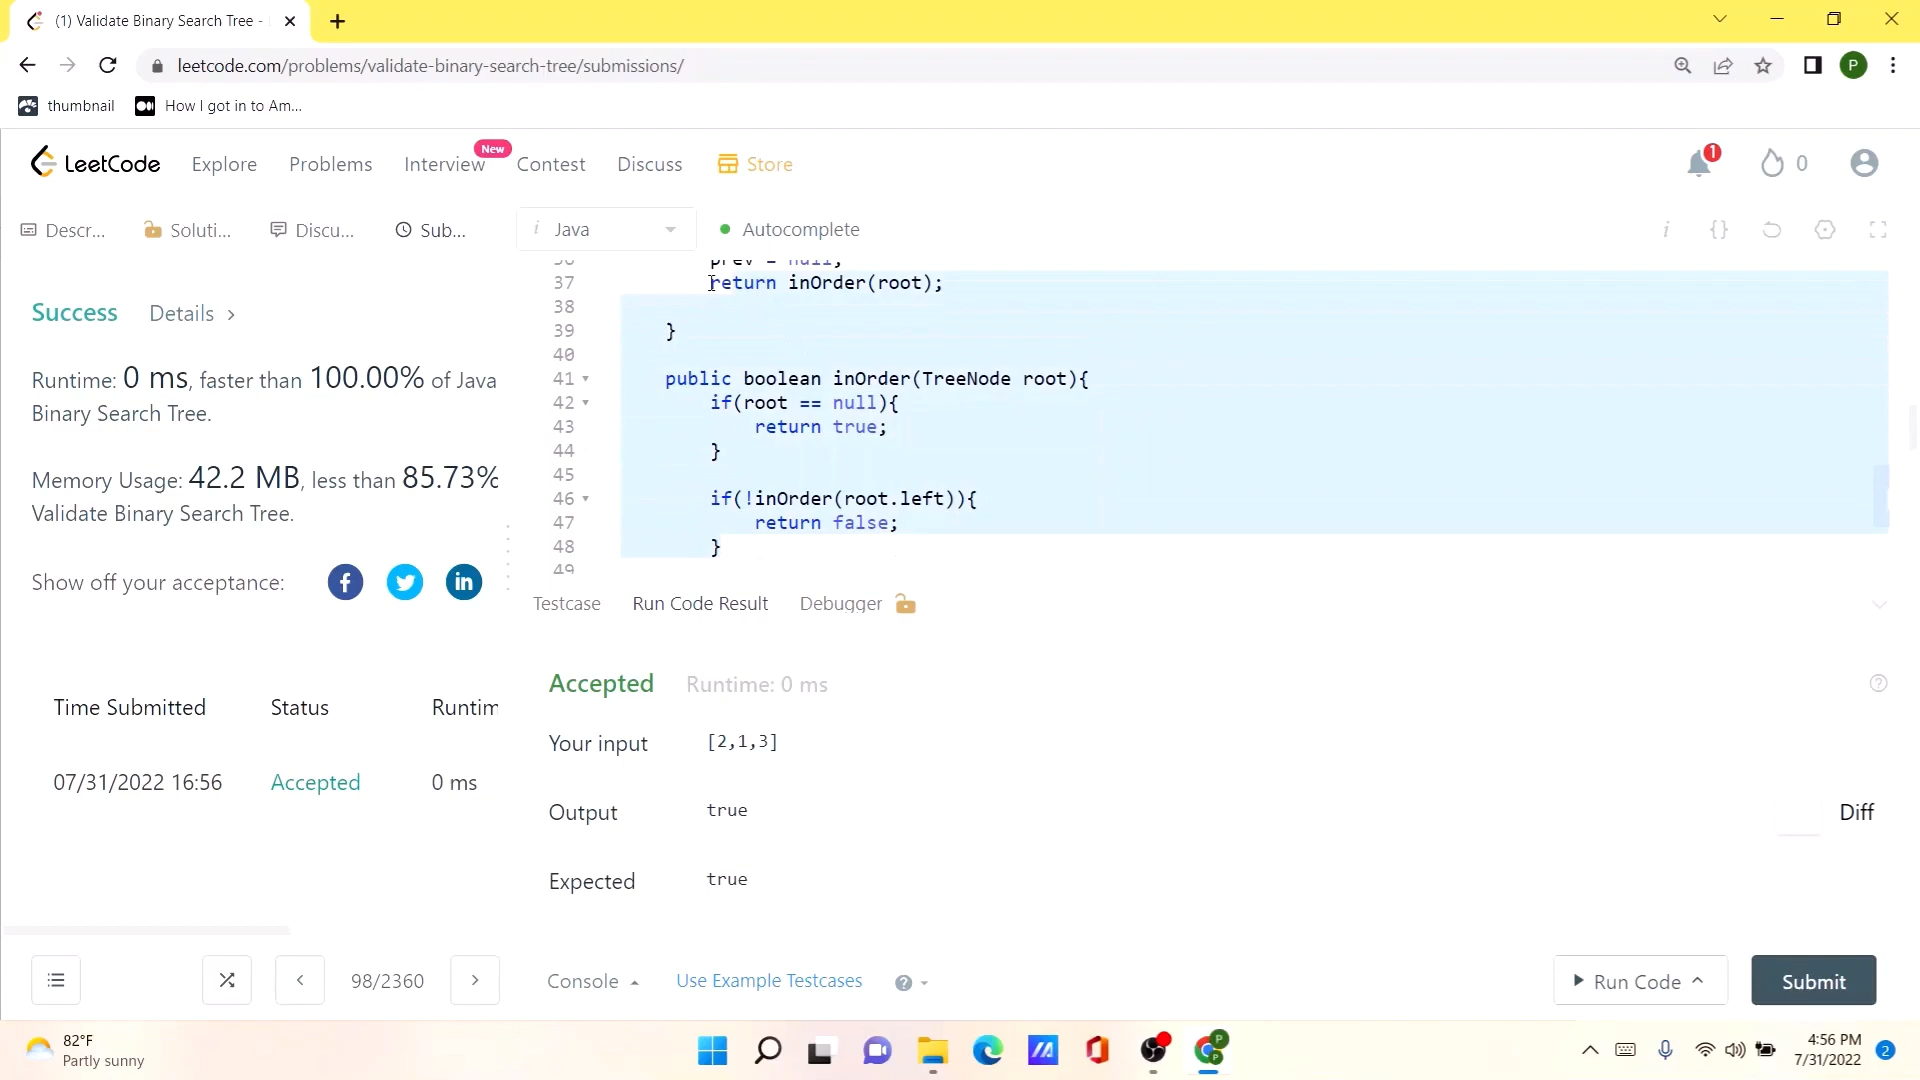 (1) Validate Binary Search Tree -
leetcode.com/problems/validate-binary-search-tree/submissions/
P
thumbnail
How I got in to Am...
LeetCode
Explore
Problems
Interview
New
Contest
Discuss
Store
1
0
Descr...
Soluti...
Discu...
Sub...
i Java
Autocomplete
i
{}
Success
Details >
Runtime: 0 ms, faster than 100.00% of Java
Binary Search Tree.
Memory Usage: 42.2 MB, less than 85.73%
Validate Binary Search Tree.
Show off your acceptance:
Time Submitted Status Runtim
07/31/2022 16:56 Accepted 0 ms
36 prev = null;
37 return inOrder(root);
38
39 }
40
41 public boolean inOrder(TreeNode root){
42 if(root == null){
43 return true;
44 }
45
46 if(!inOrder(root.left)){
47 return false;
48 }
49
Testcase
Run Code Result
Debugger
Accepted
Runtime: 0 ms
Your input [2,1,3]
Output true
Diff
Expected true
98/2360
Console
Use Example Testcases
Run Code
Submit
82°F
Partly sunny
4:56 PM
7/31/2022
2